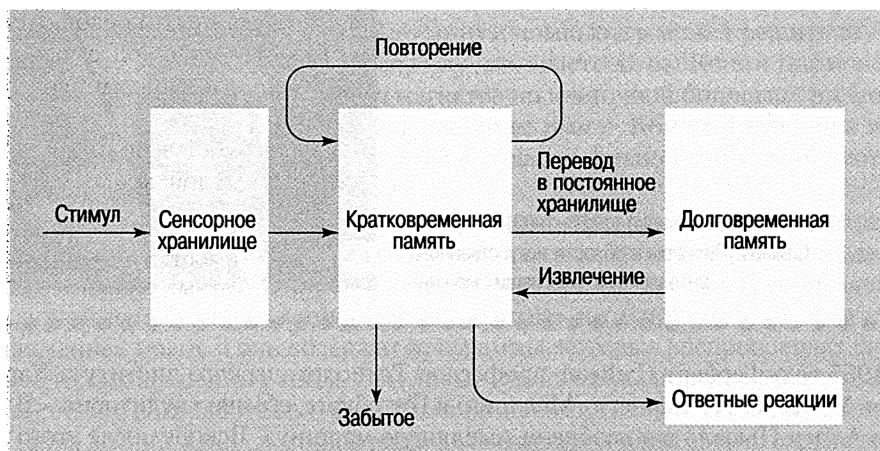 Повторение
Стимул
Сенсорное
хранилище
Кратковременная
память
Перевод
в постоянное
хранилище
Долговременная
память
Извлечение
Забытое
Ответные реакции